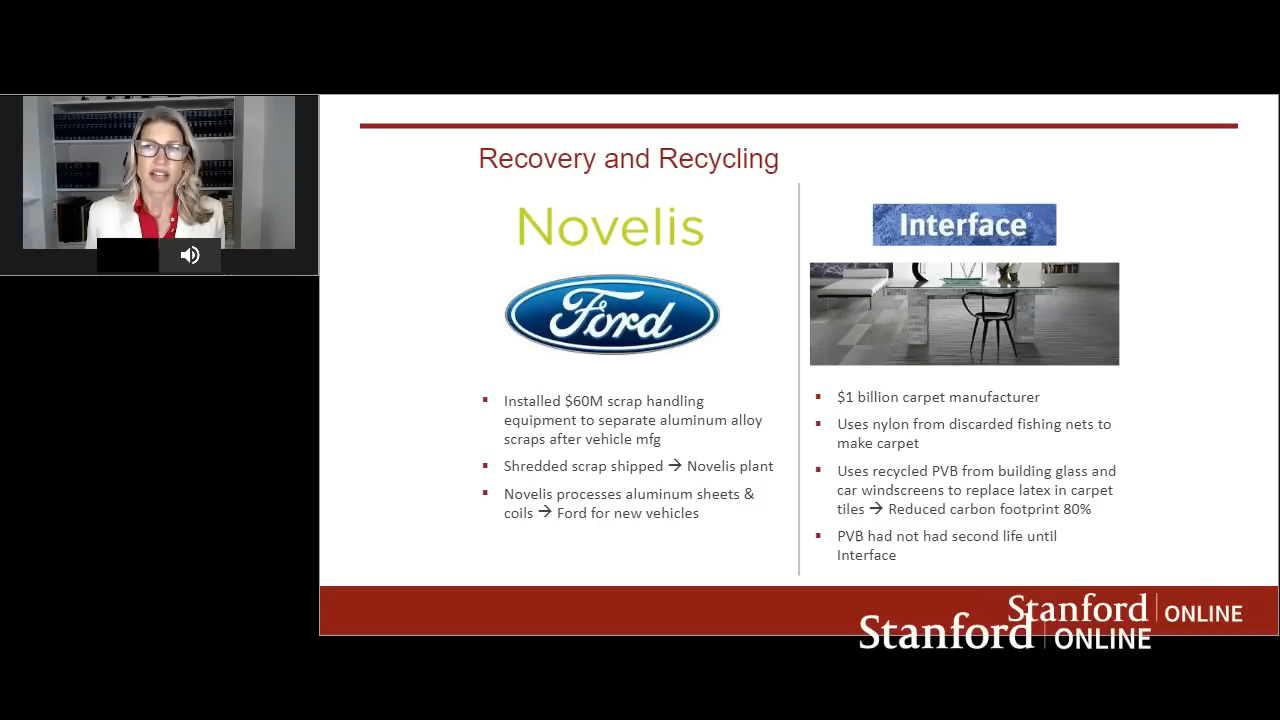 Recovery and Recycling
Novelis
Ford
Installed $60M scrap handling
equipment to separate aluminum alloy
scraps after vehicle mfg
Shredded scrap shipped → Novelis plant
Novelis processes aluminum sheets &
coils → Ford for new vehicles
Interface®
$1 billion carpet manufacturer
Uses nylon from discarded fishing nets to
make carpet
Uses recycled PVB from building glass and
car windscreens to replace latex in carpet
tiles → Reduced carbon footprint 80%
PVB had not had second life until
Interface
Stanford ONLINE
Stanford ONLINE